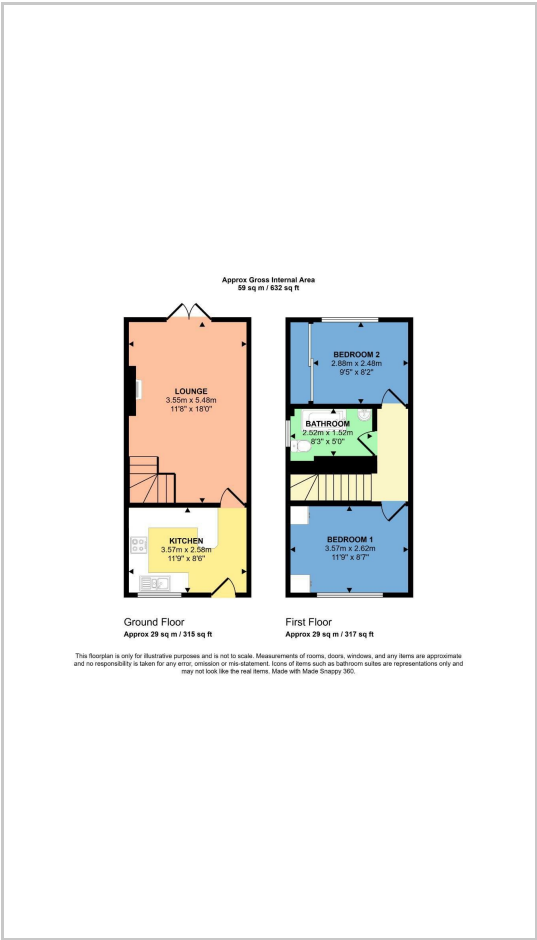 Approx Gross Internal Area
59 sq m / 632 sq ft
LOUNGE
3.55m x 5.48m
11'8" x 18'0"
KITCHEN
3.57m x 2.58m
11'9" x 8'6"
Ground Floor
Approx 29 sq m / 315 sq ft
BEDROOM 2
2.88m x 2.48m
9'5" x 8'2"
BATHROOM
2.52m x 1.52m
8'3" x 5'0"
BEDROOM 1
3.57m x 2.62m
11'9" x 8'7"
First Floor
Approx 29 sq m / 317 sq ft
This floorplan is only for illustrative purposes and is not to scale. Measurements of rooms, doors, windows, and any items are approximate
and no responsibility is taken for any error, omission or mis-statement. Icons of items such as bathroom suites are representations only and
may not look like the real items. Made with Made Snappy 360.